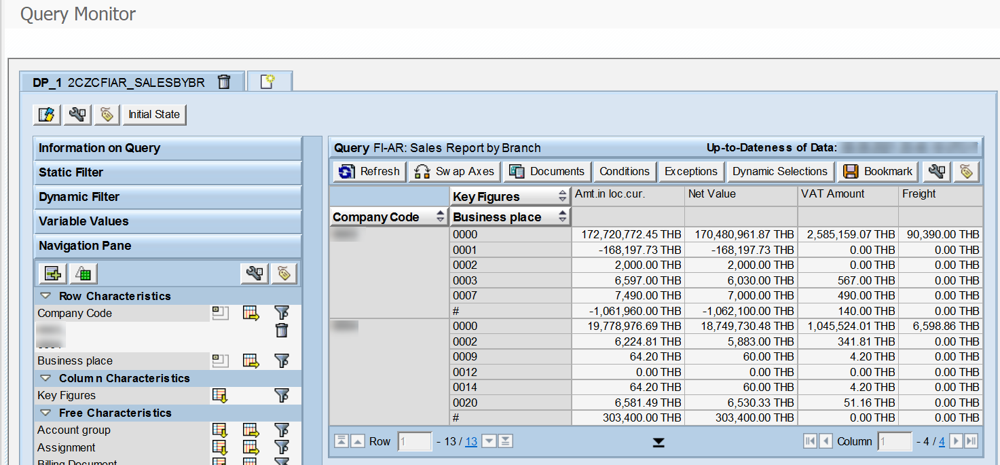 Query Monitor
DP_1 2CZCFIAR_SALESBYBR
Initial State
Information on Query
Static Filter
Dynamic Filter
Variable Values
Navigation Pane
Row Characteristics
Company Code
Business place
Column Characteristics
Key Figures
Free Characteristics
Account group
Assignment
Billing Document
Query FI-AR: Sales Report by Branch Up-to-Dateness of Data:
Refresh Swap Axes Documents Conditions Exceptions Dynamic Selections Bookmark
Key Figures Amt.in loc.cur. Net Value VAT Amount Freight
Company Code Business place
0000 172,720,772.45 THB 170,480,961.87 THB 2,585,159.07 THB 90,390.00 THB
0001 -168,197.73 THB -168,197.73 THB 0.00 THB 0.00 THB
0002 2,000.00 THB 2,000.00 THB 0.00 THB 0.00 THB
0003 6,597.00 THB 6,030.00 THB 567.00 THB 0.00 THB
0007 7,490.00 THB 7,000.00 THB 490.00 THB 0.00 THB
# -1,061,960.00 THB -1,062,100.00 THB 140.00 THB 0.00 THB
0000 19,778,976.69 THB 18,749,730.48 THB 1,045,524.01 THB 6,598.86 THB
0002 6,224.81 THB 5,883.00 THB 341.81 THB 0.00 THB
0009 64.20 THB 60.00 THB 4.20 THB 0.00 THB
0012 0.00 THB 0.00 THB 0.00 THB 0.00 THB
0014 64.20 THB 60.00 THB 4.20 THB 0.00 THB
0020 6,581.49 THB 6,530.33 THB 51.16 THB 0.00 THB
# 303,400.00 THB 303,400.00 THB 0.00 THB 0.00 THB
Row 1 - 13 / 13 Column 1 - 4 / 4